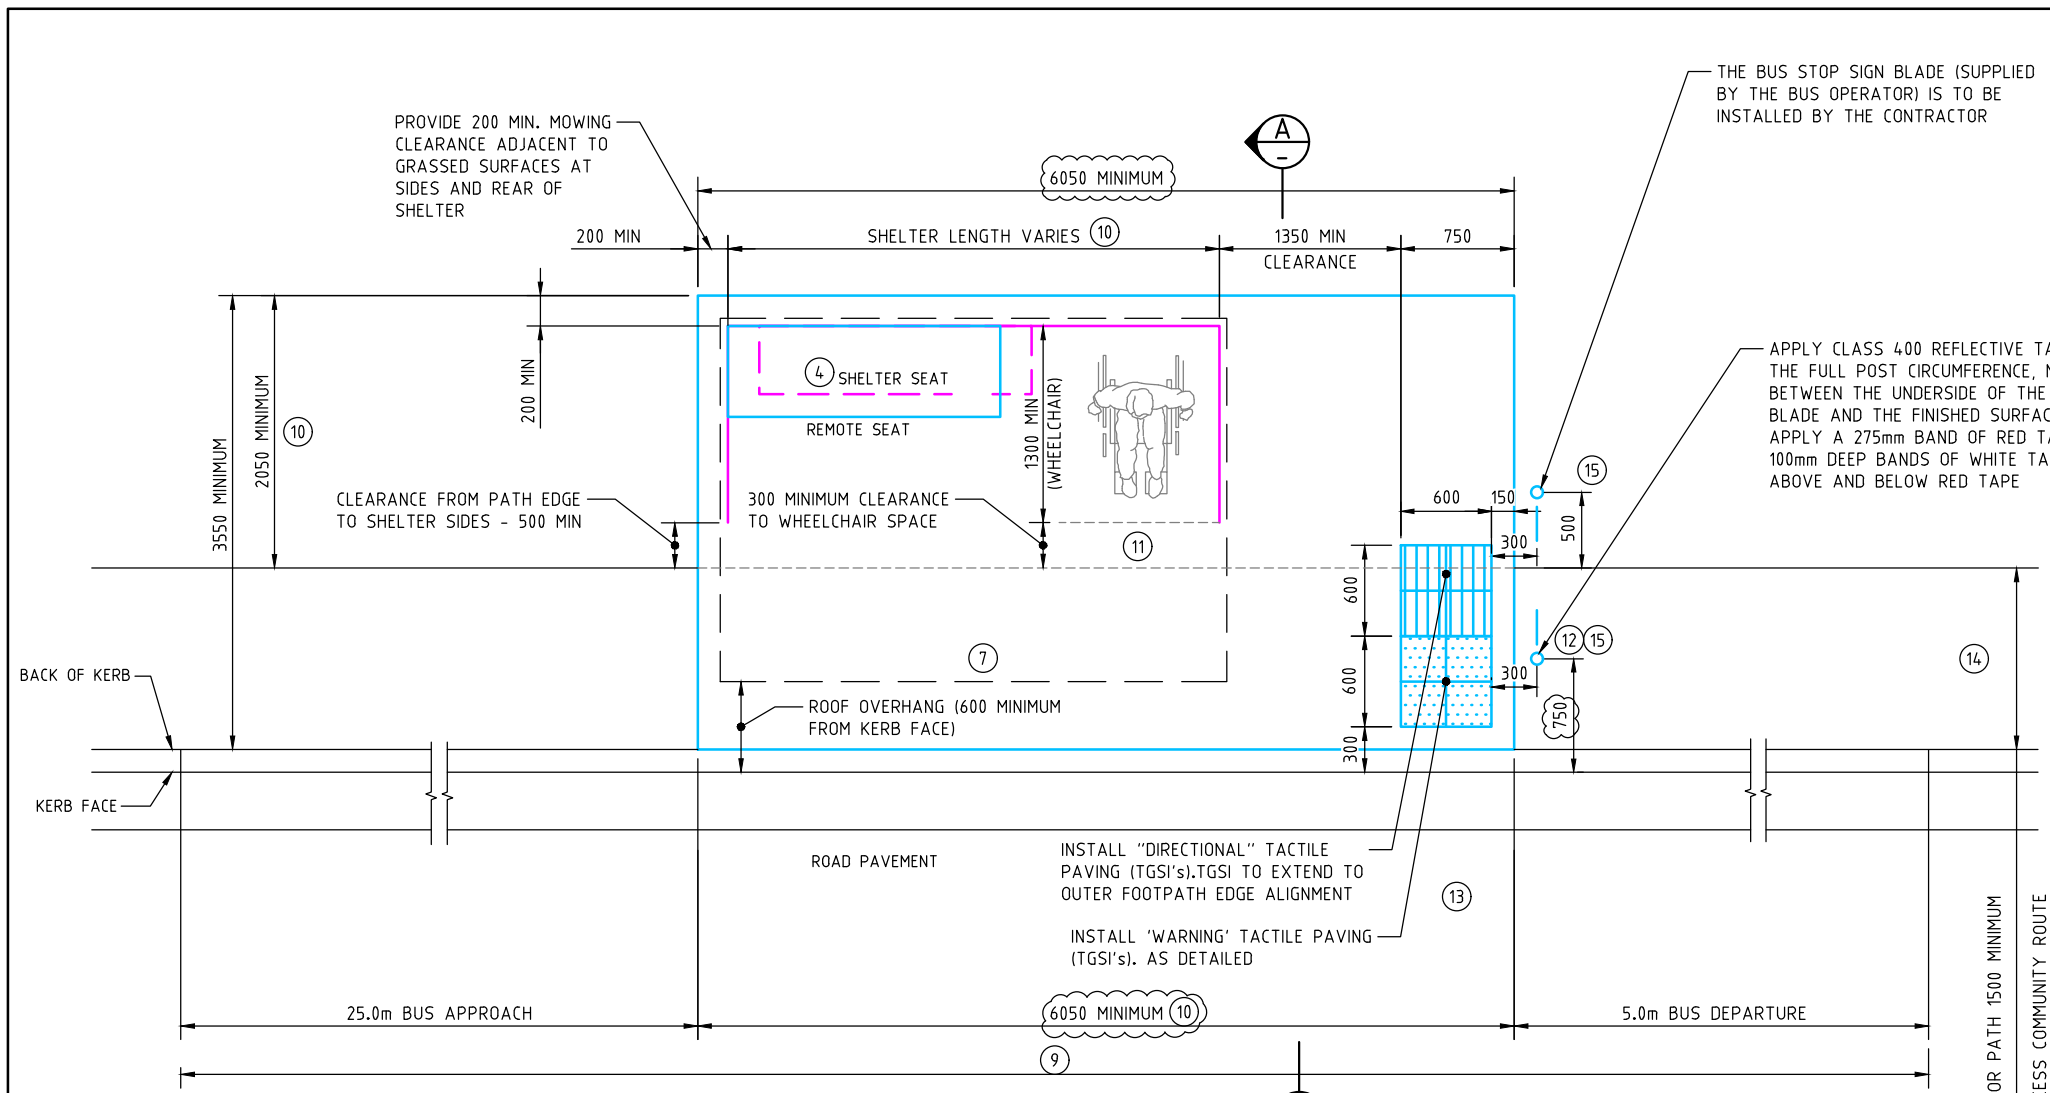 THE BUS STOP SIGN BLADE (SUPPLIED
BY THE BUS OPERATOR) IS TO BE
INSTALLED BY THE CONTRACTOR
PROVIDE 200 MIN. MOWING
CLEARANCE ADJACENT TO
GRASSED SURFACES AT
SIDES AND REAR OF
SHELTER
A
-
6050 MINIMUM
200 MIN
SHELTER LENGTH VARIES 10
1350 MIN
CLEARANCE
750
3550 MINIMUM
2050 MINIMUM
10
200 MIN
4 SHELTER SEAT
REMOTE SEAT
1300 MIN
(WHEELCHAIR)
APPLY CLASS 400 REFLECTIVE
THE FULL POST CIRCUMFERENCE,
BETWEEN THE UNDERSIDE OF THE
BLADE AND THE FINISHED
APPLY A 275mm BAND OF RED
100mm DEEP BANDS OF WHITE
ABOVE AND BELOW RED TAPE
CLEARANCE FROM PATH EDGE
TO SHELTER SIDES - 500 MIN
300 MINIMUM CLEARANCE
TO WHEELCHAIR SPACE
11
600
150
15
500
300
600
600
300
12 15
300
750
14
7
BACK OF KERB
ROOF OVERHANG (600 MINIMUM
FROM KERB FACE)
KERB FACE
ROAD PAVEMENT
INSTALL "DIRECTIONAL" TACTILE
PAVING (TGSI's).TGSI TO EXTEND TO
OUTER FOOTPATH EDGE ALIGNMENT
13
INSTALL 'WARNING' TACTILE PAVING
(TGSI's). AS DETAILED
25.0m BUS APPROACH
6050 MINIMUM 10
5.0m BUS DEPARTURE
9
OR PATH 1500 MINIMUM
COMMUNITY ROUTE